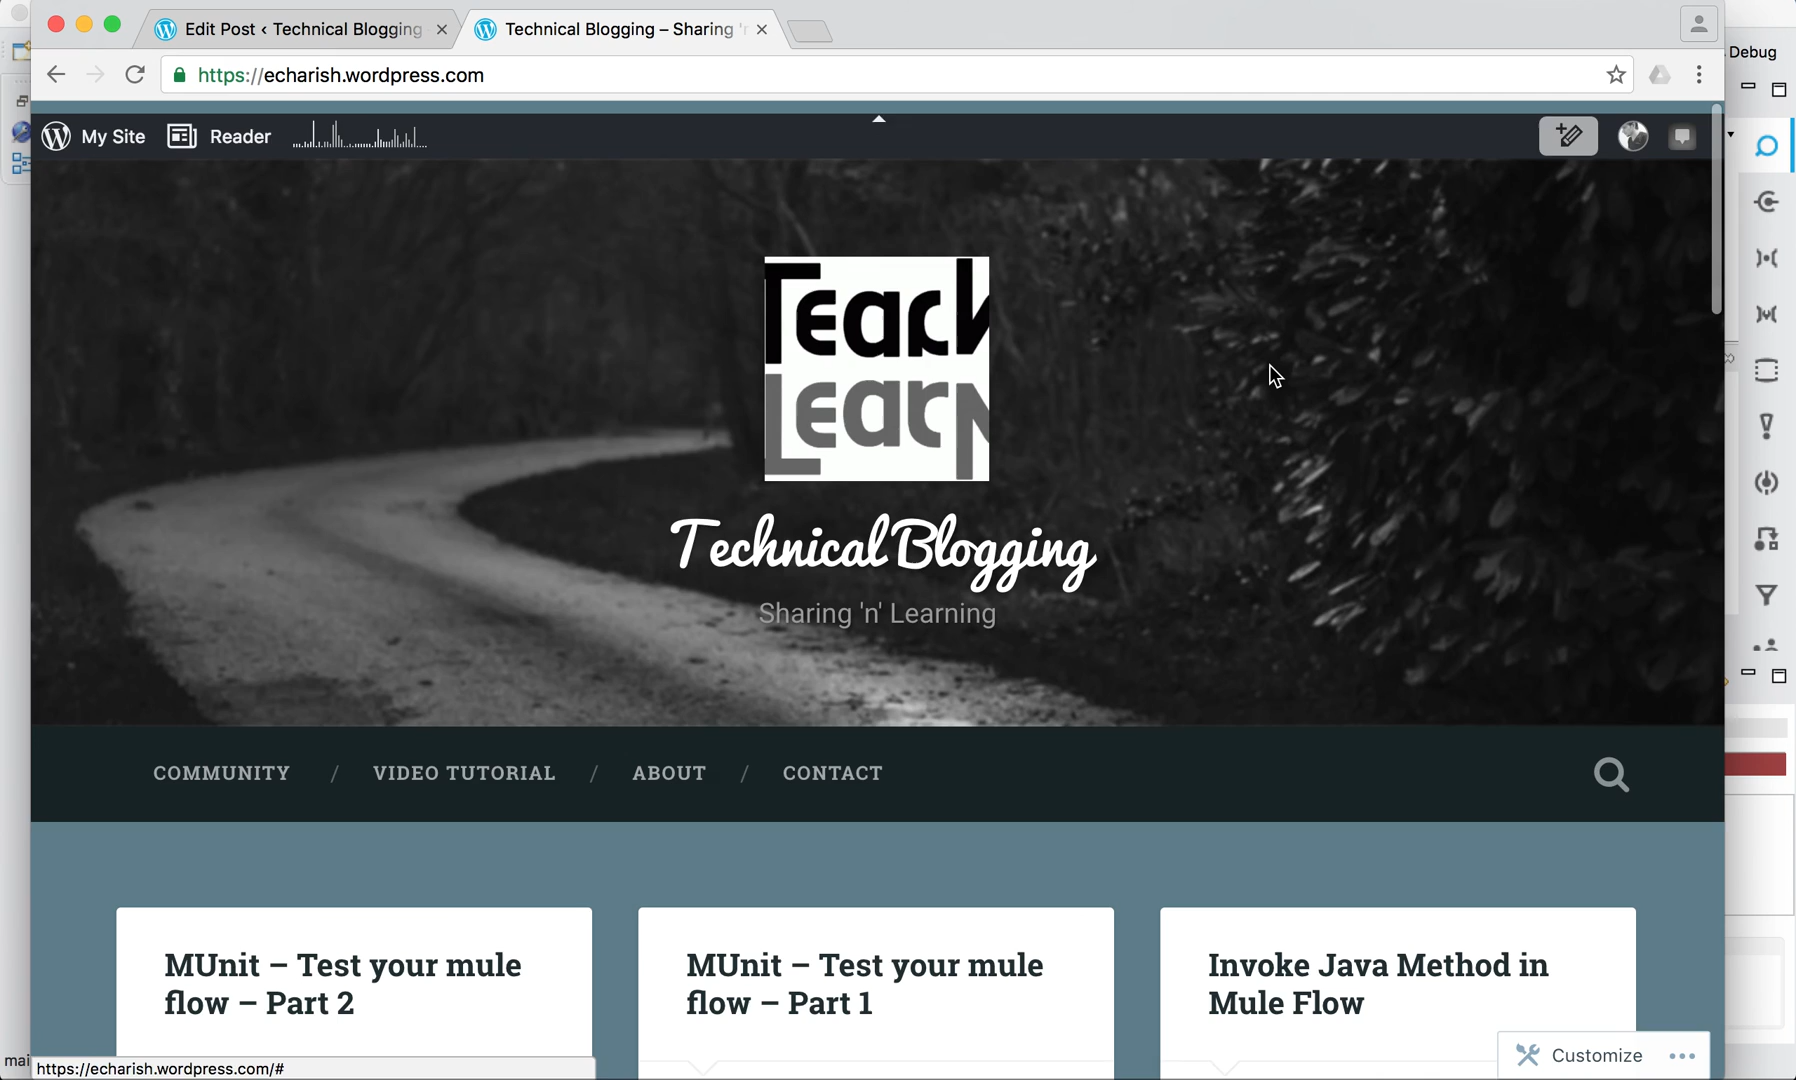 Edit Post ‹ Technical Blogging
Technical Blogging – Sharing 'n
Debug
https://echarish.wordpress.com
My Site
Reader
Teach
Learn
Technical Blogging
Sharing 'n' Learning
COMMUNITY / VIDEO TUTORIAL / ABOUT / CONTACT
MUnit – Test your mule
flow – Part 2
MUnit – Test your mule
flow – Part 1
Invoke Java Method in
Mule Flow
Customize
mai
https://echarish.wordpress.com/#